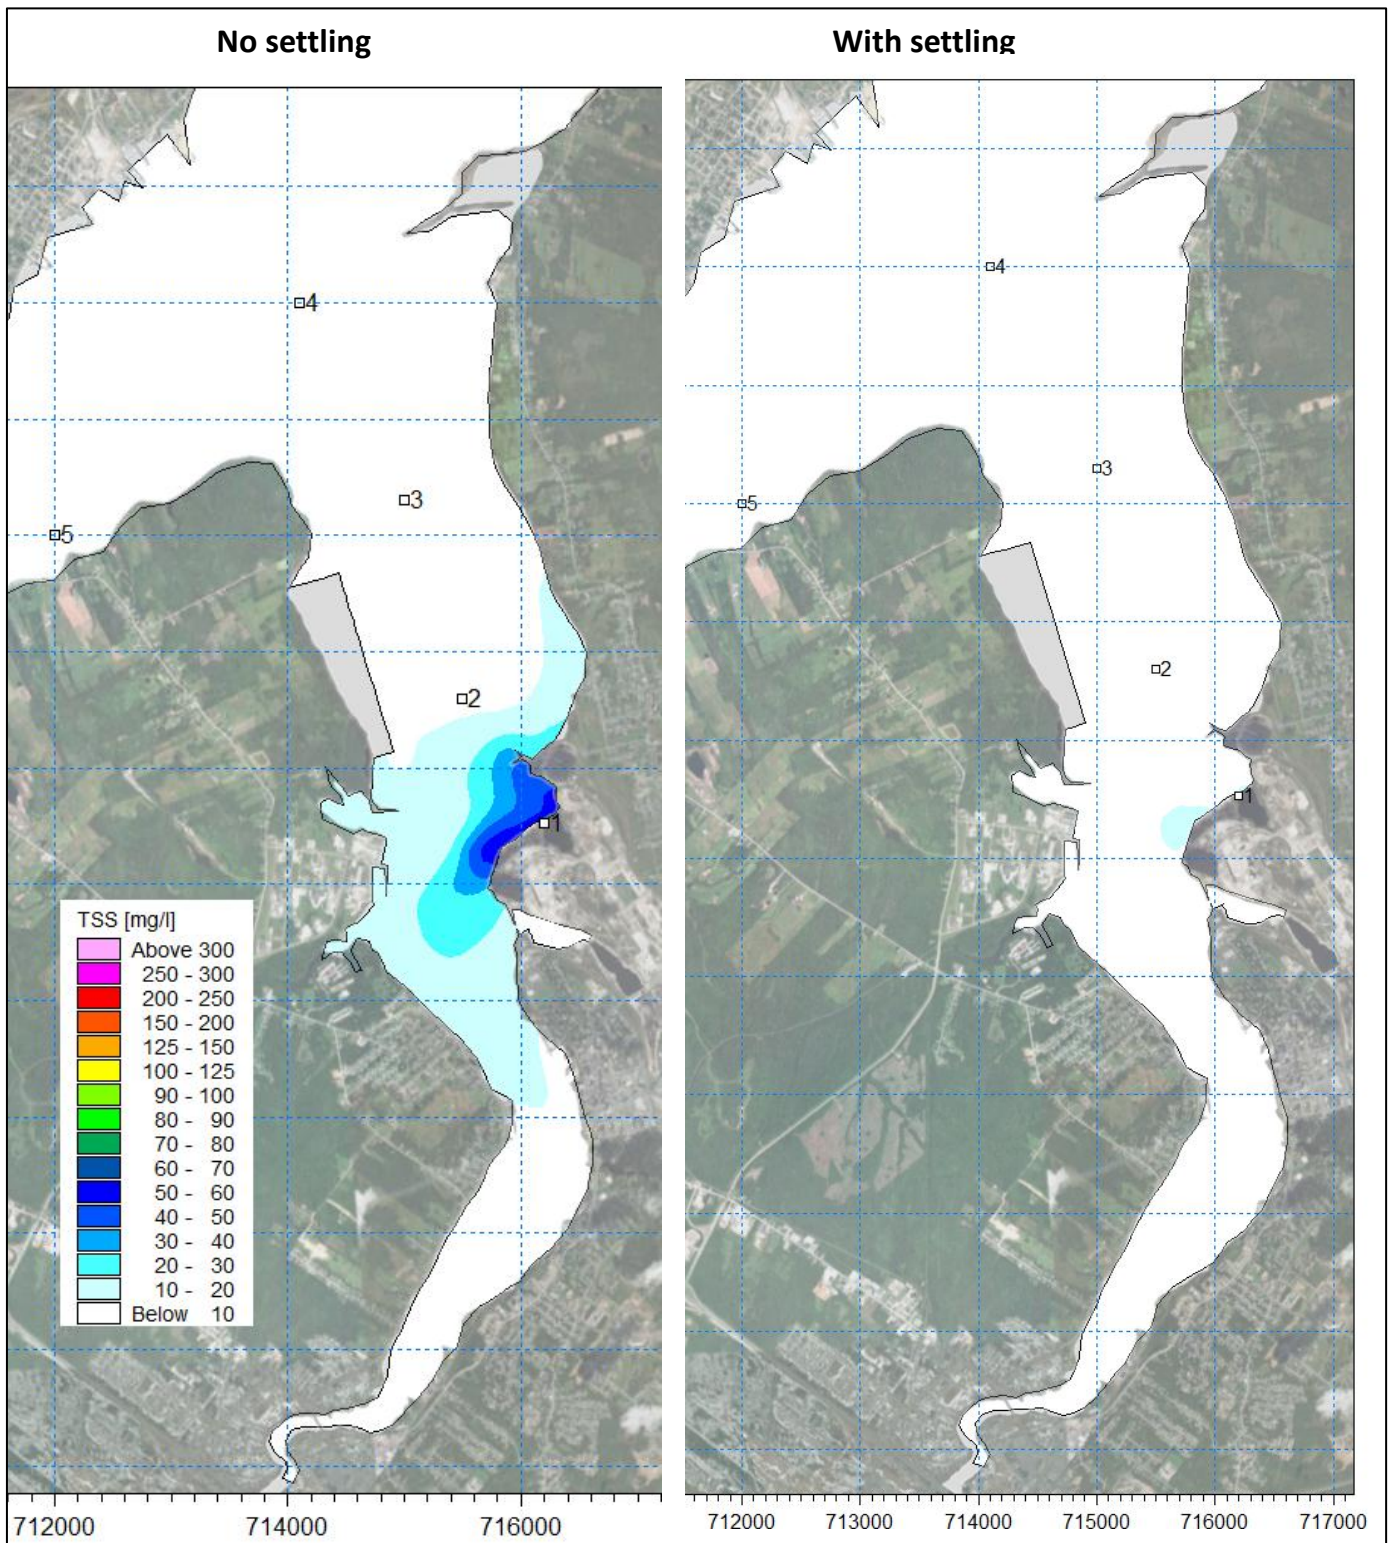 No settling
With settling
4
3
5
2
1
TSS [mg/l]
Above 300
250 - 300
200 - 250
150 - 200
125 - 150
100 - 125
90 - 100
80 - 90
70 - 80
60 - 70
50 - 60
40 - 50
30 - 40
20 - 30
10 - 20
Below 10
712000 714000 716000
4
3
5
2
1
712000 713000 714000 715000 716000 717000